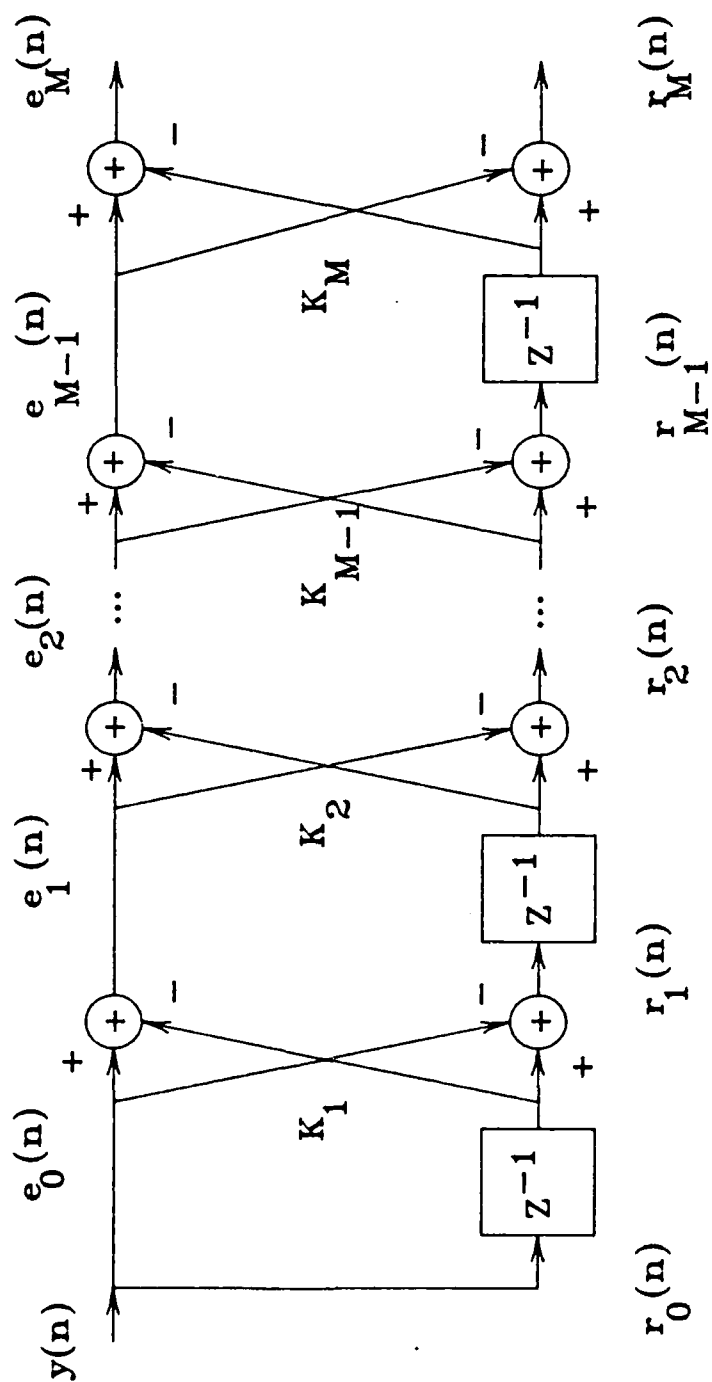 y(n) e_0(n) e_1(n) e_2(n) e_{M-1}(n) e_M(n)
+ + + +
+ + ... + +
- - - -
K_1 K_2 K_{M-1} K_M
- - - -
z^{-1} + z^{-1} + ... + z^{-1} +
+ + + +
r_0(n) r_1(n) r_2(n) r_{M-1}(n) r_M(n)